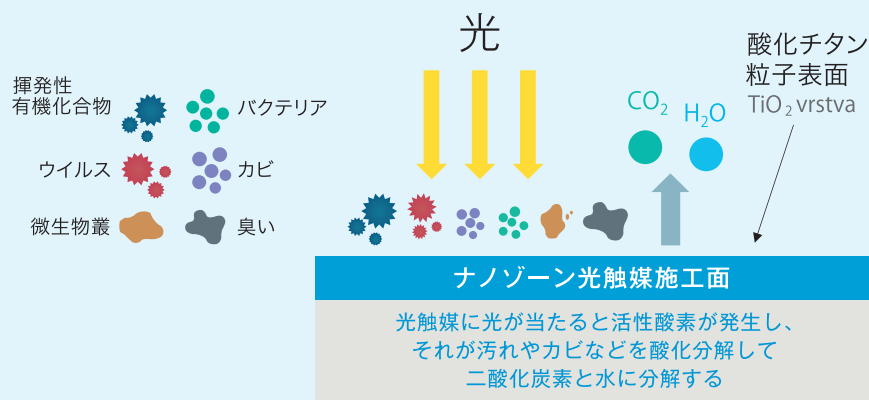 光
酸化チタン
粒子表面
TiO2 vrstva
揮発性
有機化合物
バクテリア
ウイルス
カビ
微生物叢
臭い
CO2
H2O
ナノゾーン光触媒施工面
光触媒に光が当たると活性酸素が発生し、
それが汚れやカビなどを酸化分解して
二酸化炭素と水に分解する